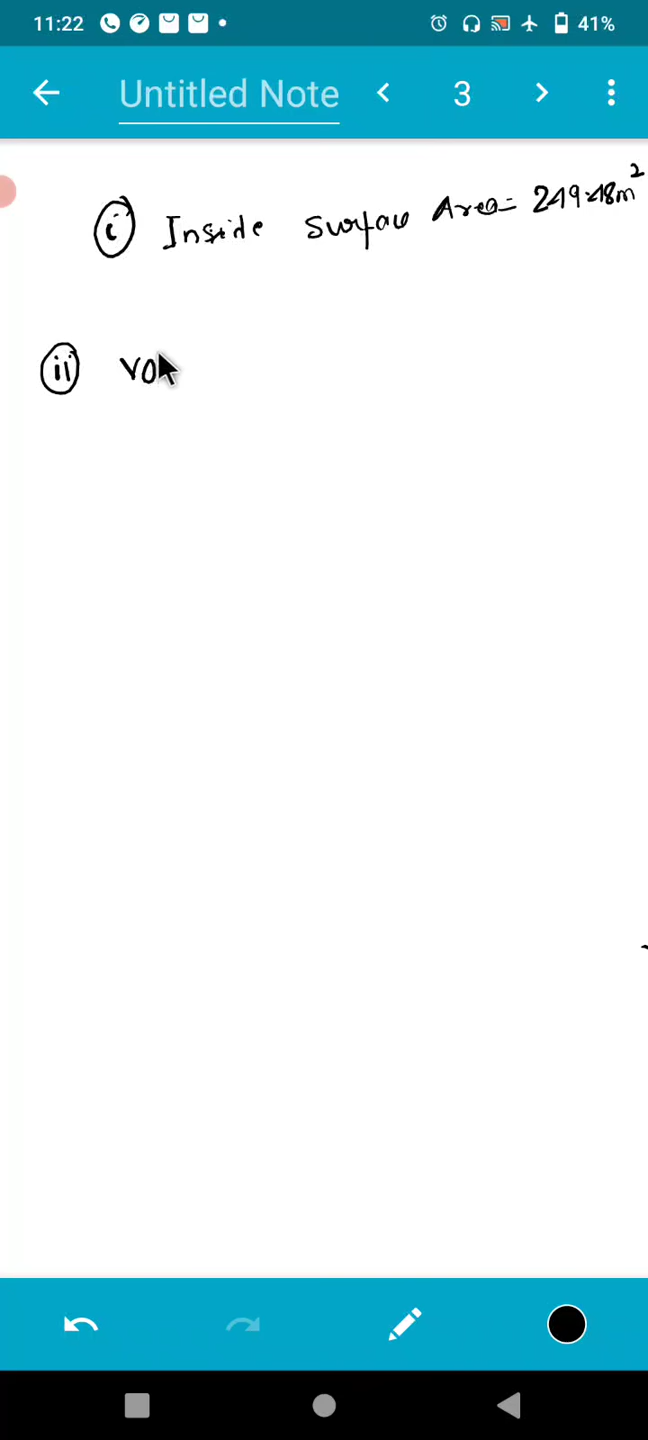 11:22 41%
Untitled Note 3
i Inside Surface Area= 249.48m²
ii VO